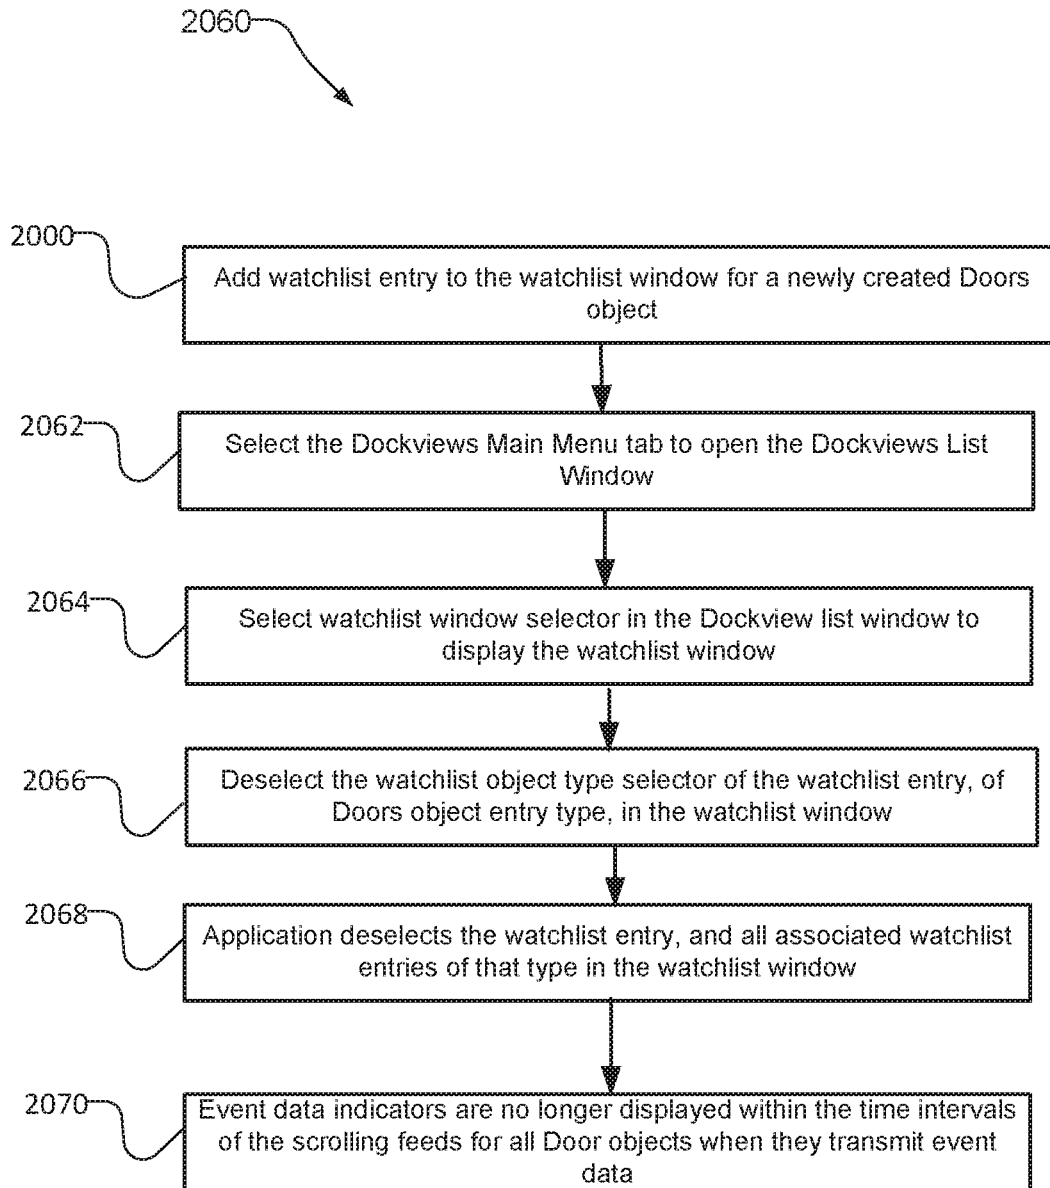 2060
2000
Add watchlist entry to the watchlist window for a newly created Doors
object
2062
Select the Dockviews Main Menu tab to open the Dockviews List
Window
2064
Select watchlist window selector in the Dockview list window to
display the watchlist window
2066
Deselect the watchlist object type selector of the watchlist entry, of
Doors object entry type, in the watchlist window
2068
Application deselects the watchlist entry, and all associated watchlist
entries of that type in the watchlist window
2070
Event data indicators are no longer displayed within the time intervals
of the scrolling feeds for all Door objects when they transmit event
data